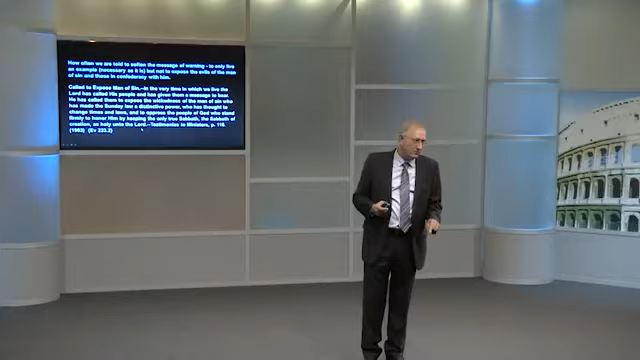 How often we are told to soften the message of warning - to only live
an example (necessary as it is) but not to expose the evils of the man
of sin and those in confederacy with him.
Called to Expose Man of Sin.—In the very time in which we live the
Lord has called His people and has given them a message to bear.
He has called them to expose the wickedness of the man of sin who
has made the Sunday law a distinctive power, who has thought to
change times and laws, and to oppress the people of God who stand
firmly to honor Him by keeping the only true Sabbath, the Sabbath of
creation, as holy unto the Lord.—Testimonies to Ministers, p. 118.
(1903) {Ev 233.2}